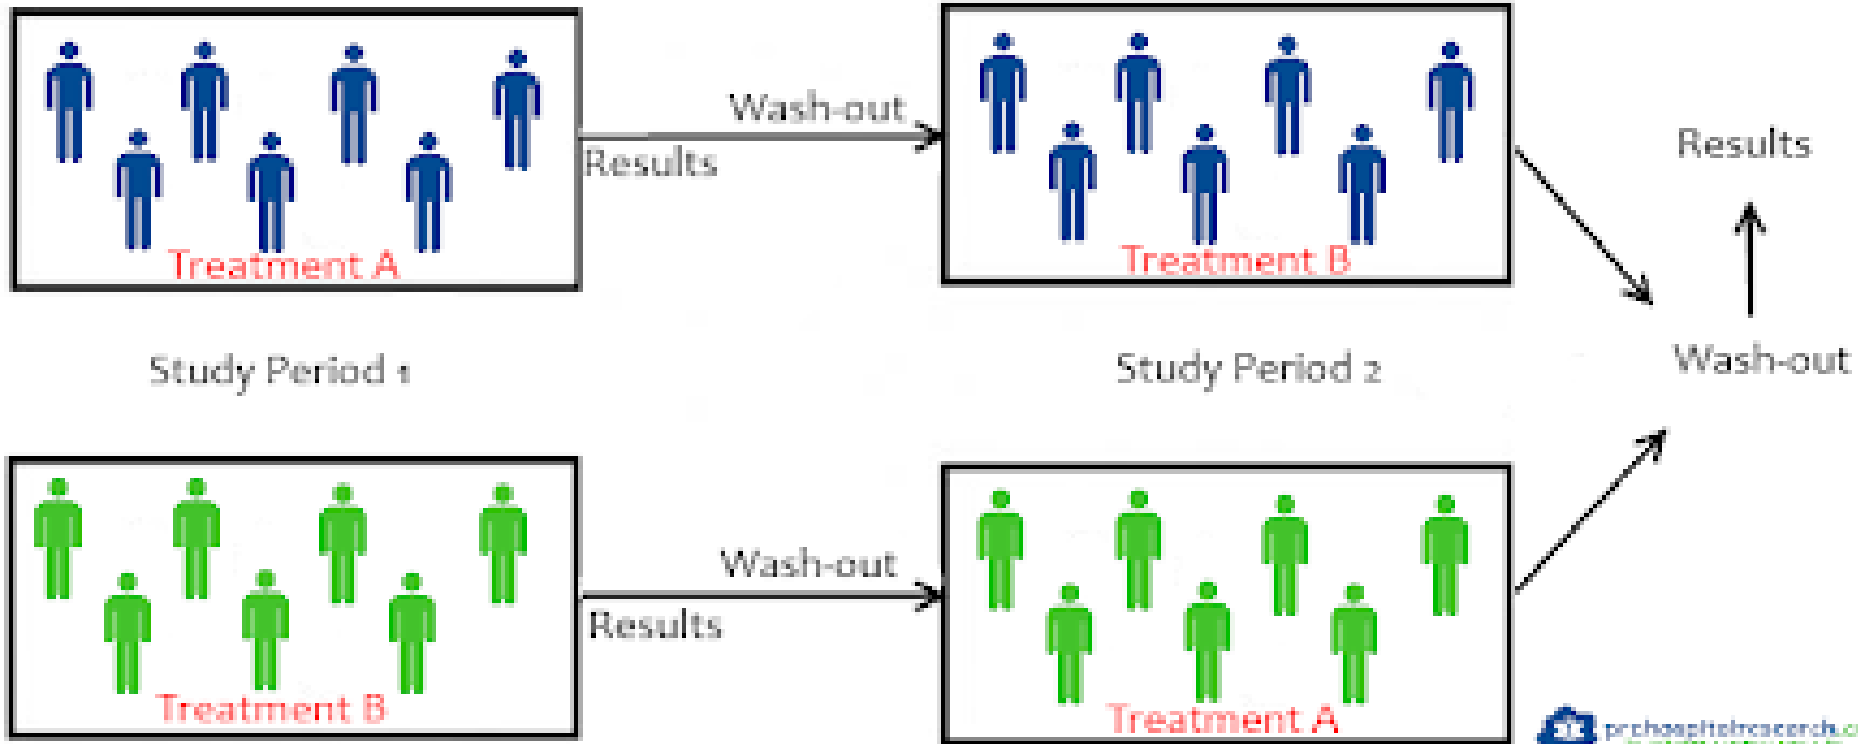 Wash-out
Results
Treatment A
Treatment B
Results
Wash-out
Study Period 1
Study Period 2
Wash-out
Results
Treatment B
Treatment A